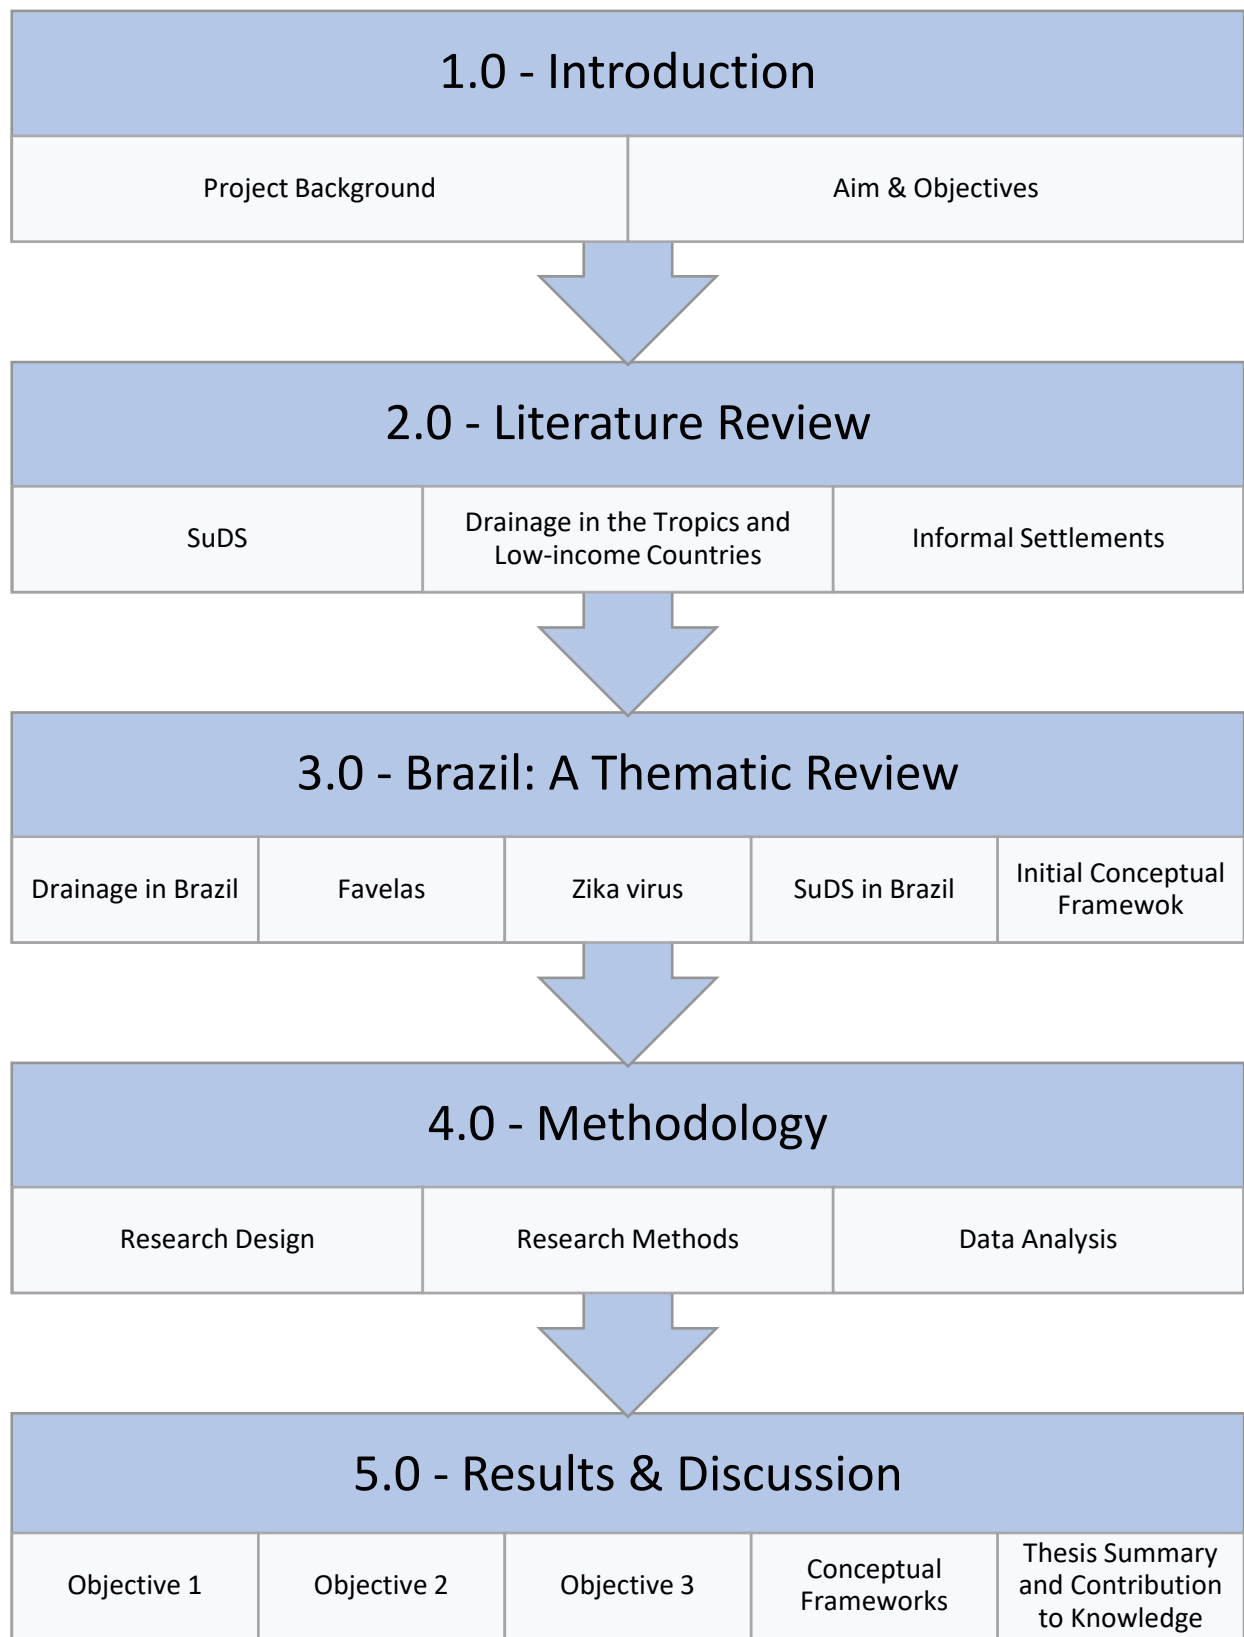 1.0 - Introduction
Project Background
Aim & Objectives
2.0 - Literature Review
SuDS
Drainage in the Tropics and
Low-income Countries
Informal Settlements
3.0 - Brazil: A Thematic Review
Drainage in Brazil
Favelas
Zika virus
SuDS in Brazil
Initial Conceptual
Framewok
4.0 - Methodology
Research Design
Research Methods
Data Analysis
5.0 - Results & Discussion
Objective 1
Objective 2
Objective 3
Conceptual
Frameworks
Thesis Summary
and Contribution
to Knowledge